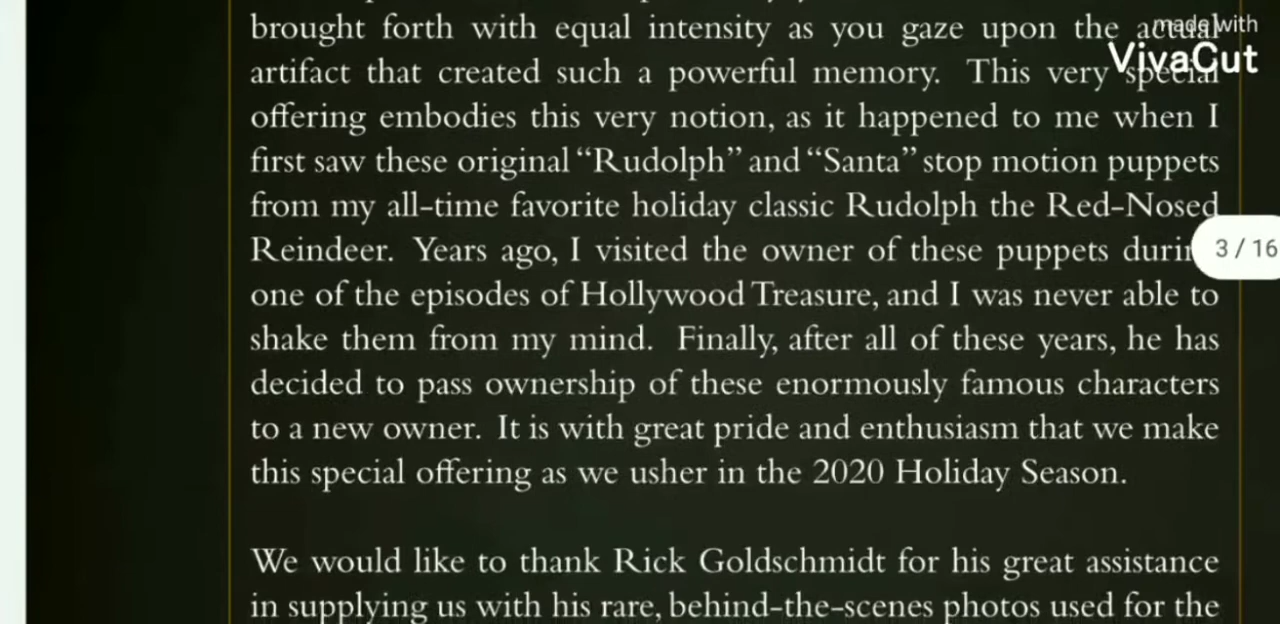 brought forth with equal intensity as you gaze upon the actual
artifact that created such a powerful memory. This very special
offering embodies this very notion, as it happened to me when I
first saw these original “Rudolph” and “Santa” stop motion puppets
from my all-time favorite holiday classic Rudolph the Red-Nosed
Reindeer. Years ago, I visited the owner of these puppets durin
one of the episodes of Hollywood Treasure, and I was never able to
shake them from my mind. Finally, after all of these years, he has
decided to pass ownership of these enormously famous characters
to a new owner. It is with great pride and enthusiasm that we make
this special offering as we usher in the 2020 Holiday Season.
We would like to thank Rick Goldschmidt for his great assistance
in supplying us with his rare, behind-the-scenes photos used for the
made with
VivaCut
3 / 16